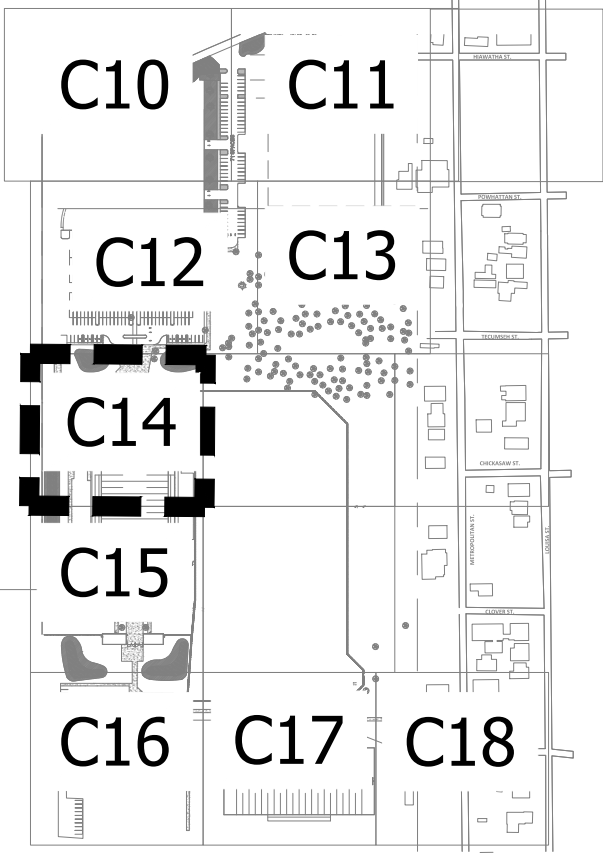 C10
C11
HIAWATHA ST.
POWHATTAN ST.
C12
C13
TECUMSEH ST.
C14
CHICKASAW ST.
METROPOLITAN ST.
LOUISA ST.
C15
CLOVER ST.
C16
C17
C18